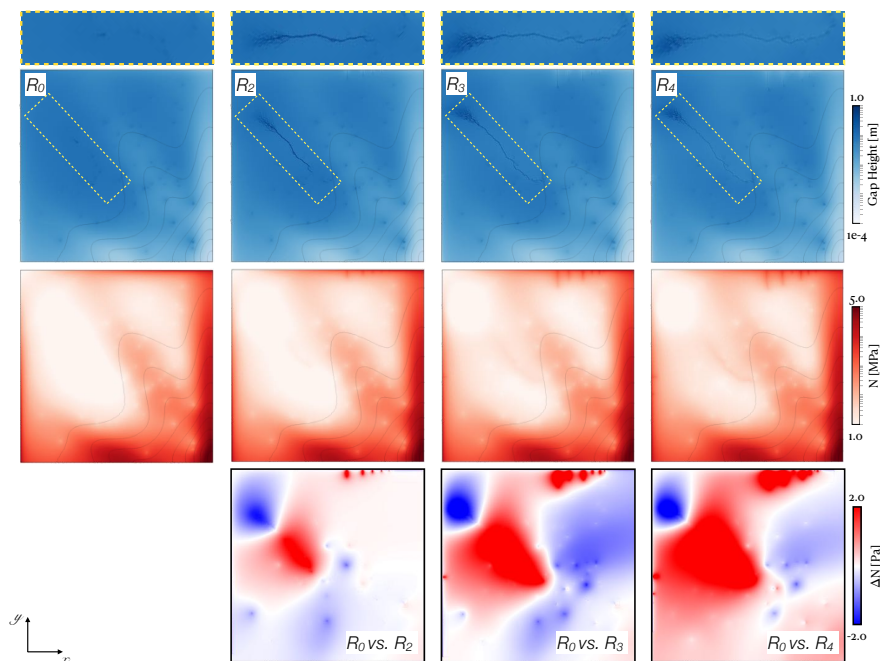 R0
R2
R3
R4
1.0
Gap Height [m]
1e-4
5.0
N [MPa]
1.0
2.0
ΔN [Pa]
-2.0
R0 vs. R2
R0 vs. R3
R0 vs. R4
y